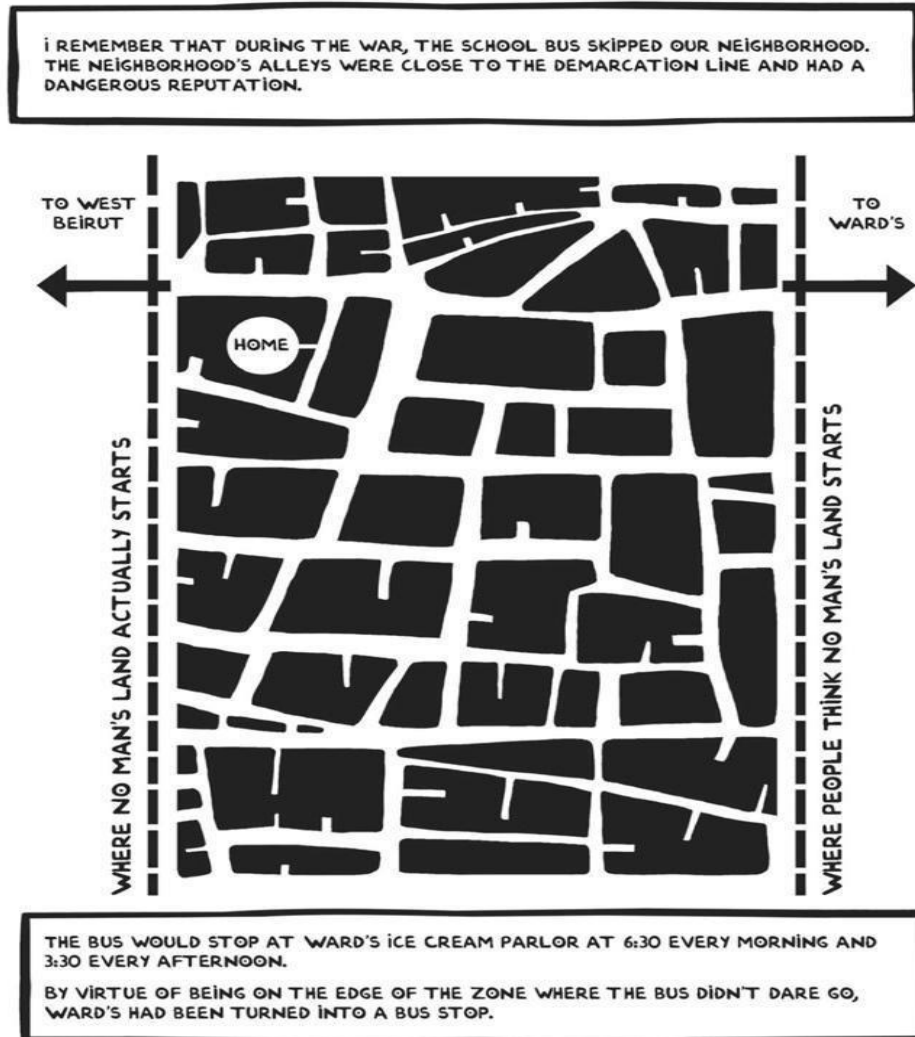 i REMEMBER THAT DURING THE WAR, THE SCHOOL BUS SKIPPED OUR NEIGHBORHOOD.
THE NEIGHBORHOOD'S ALLEYS WERE CLOSE TO THE DEMARCATION LINE AND HAD A
DANGEROUS REPUTATION.
TO WEST
BEIRUT
TO
WARD'S
HOME
WHERE NO MAN'S LAND ACTUALLY STARTS
WHERE PEOPLE THINK NO MAN'S LAND STARTS
THE BUS WOULD STOP AT WARD'S iCE CREAM PARLOR AT 6:30 EVERY MORNING AND
3:30 EVERY AFTERNOON.
BY ViRTUE OF BEING ON THE EDGE OF THE ZONE WHERE THE BUS DiDN'T DARE GO,
WARD'S HAD BEEN TURNED iNTO A BUS STOP.